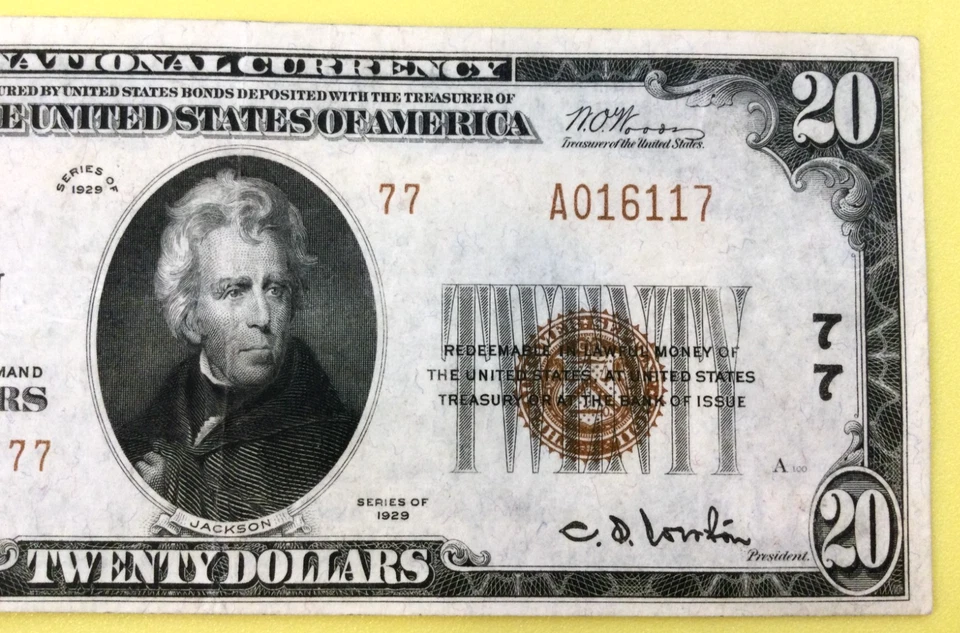 NATIONAL CURRENCY
URED BY UNITED STATES BONDS DEPOSITED WITH THE TREASURER OF
E UNITED STATES OF AMERICA
W.O. Woods
Treasurer of the United States.
20
SERIES OF
1929
77
A016117
77
MAND
RS
REDEEMABLE IN LAWFUL MONEY OF
THE UNITED STATES AT UNITED STATES
TREASURY OR AT THE BANK OF ISSUE
TWENTY
77
A 100
SERIES OF
1929
JACKSON
C. D.
President.
TWENTY DOLLARS
20